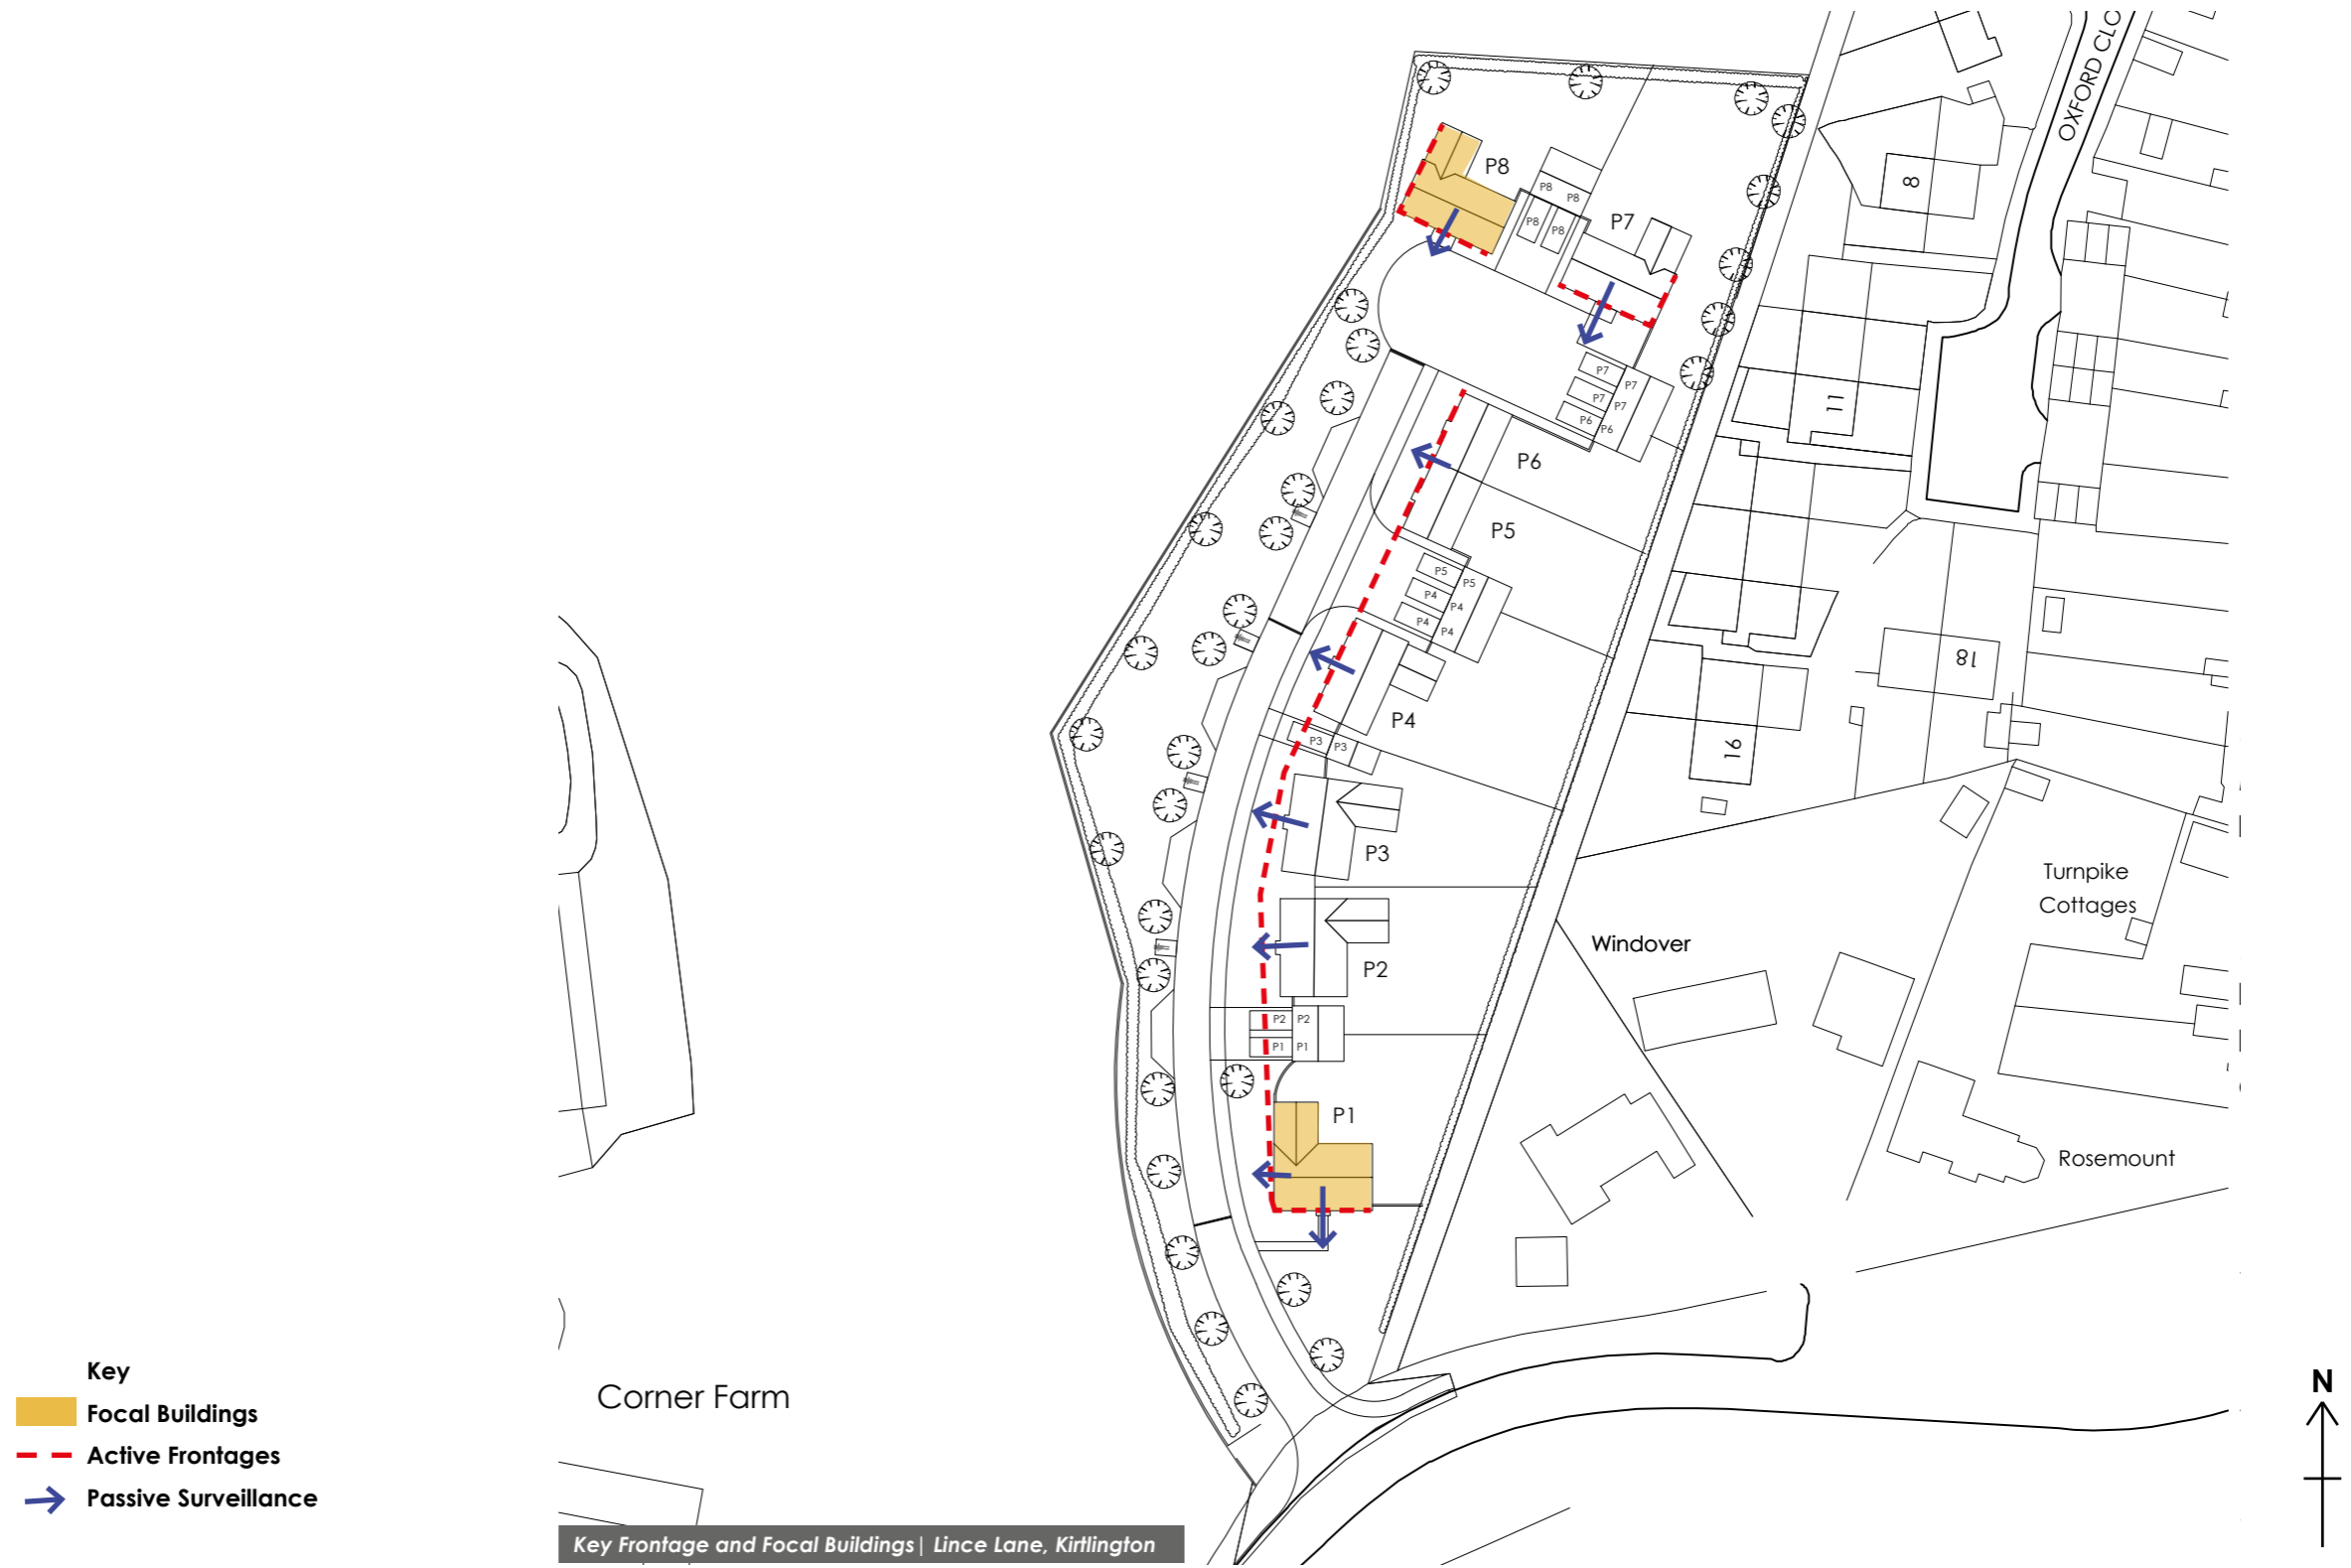 OXFORD CLO
P8
8
P8
P8
P8
P8
P7
P7
P7
P7
P7
P6
P6
11
P6
P5
P5
P5
P4
P4
P4
P4
18
P4
P3
P3
16
P3
Turnpike
Cottages
Windover
P2
P2
P2
P1
P1
P1
Rosemount
Key
Focal Buildings
Active Frontages
Passive Surveillance
Corner Farm
N
Key Frontage and Focal Buildings| Lince Lane, Kirtlington